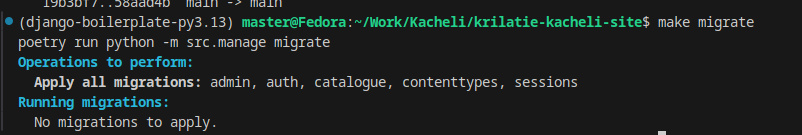 19b3bf7..58aad4b  main -> main
(django-boilerplate-py3.13) master@Fedora:~/Work/Kacheli/krilatie-kacheli-site$ make migrate
poetry run python -m src.manage migrate
Operations to perform:
  Apply all migrations: admin, auth, catalogue, contenttypes, sessions
Running migrations:
  No migrations to apply.